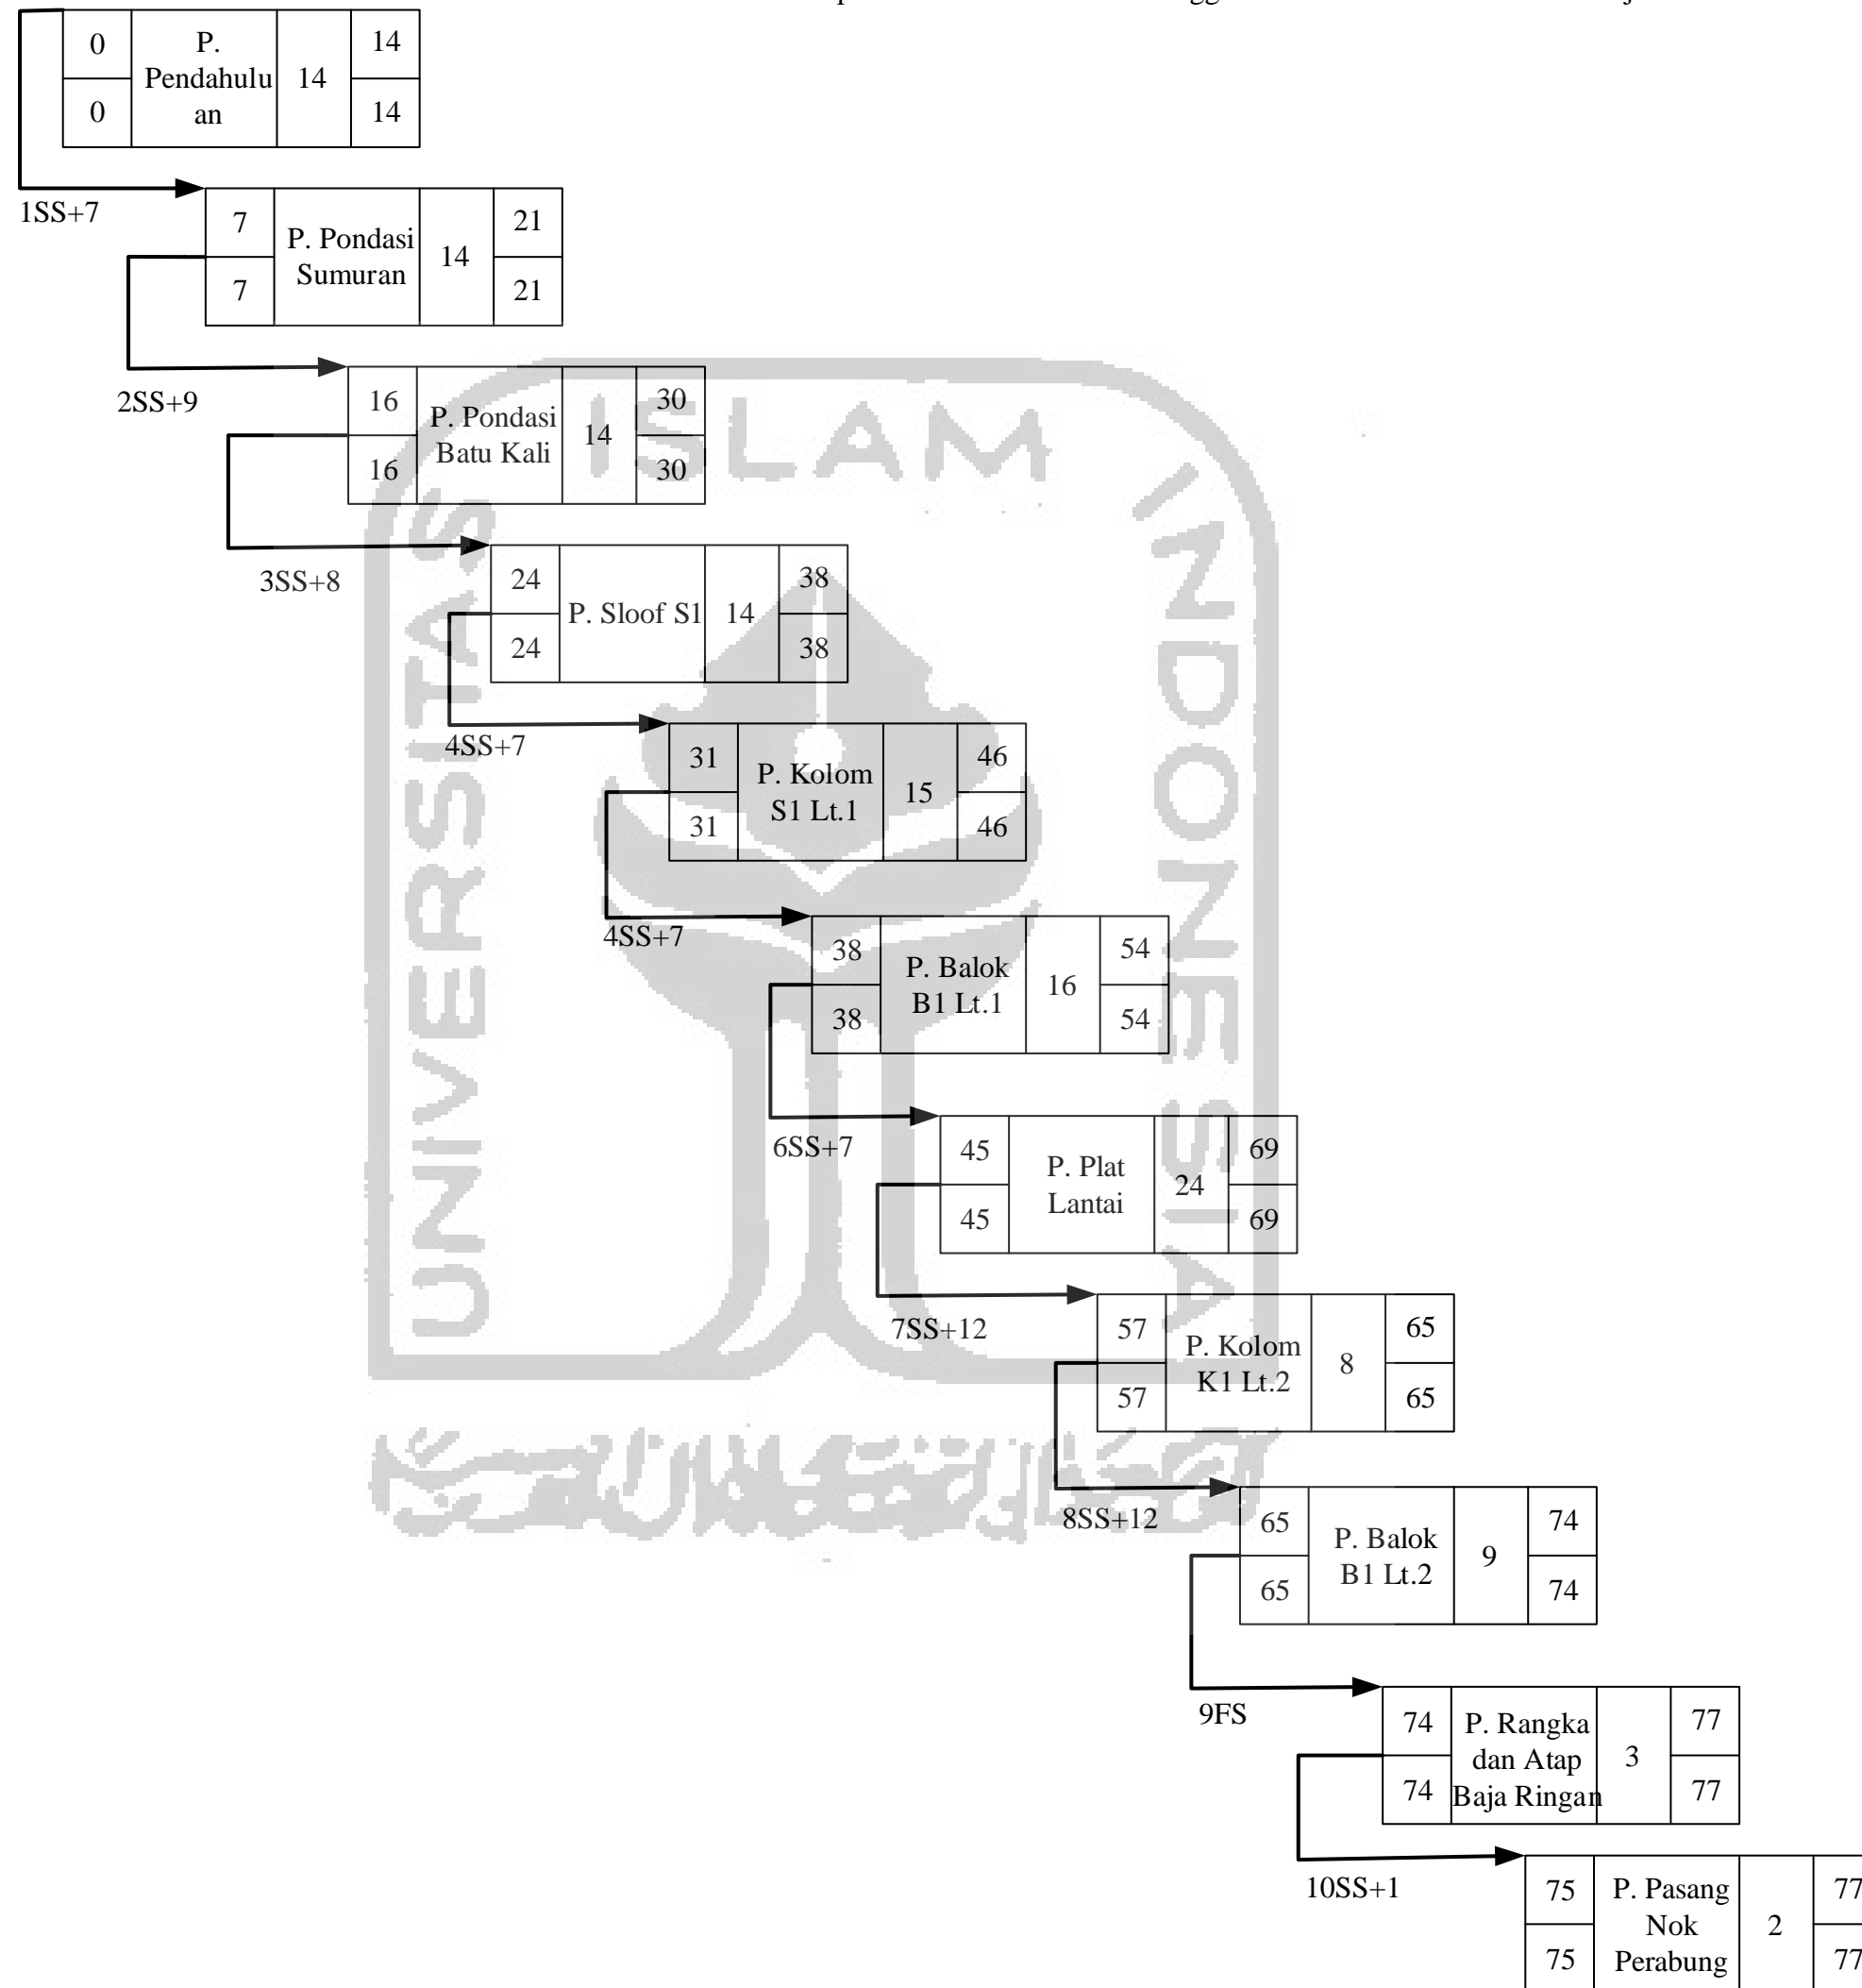 0
P.
Pendahulu
an
14
14
0
14
1SS+7
7
P. Pondasi
Sumuran
14
21
7
21
2SS+9
16
P. Pondasi
Batu Kali
14
30
16
30
3SS+8
24
P. Sloof S1
14
38
24
38
4SS+7
31
P. Kolom
S1 Lt.1
15
46
31
46
4SS+7
38
P. Balok
B1 Lt.1
16
54
38
54
6SS+7
45
P. Plat
Lantai
24
69
45
69
7SS+12
57
P. Kolom
K1 Lt.2
8
65
57
65
8SS+12
65
P. Balok
B1 Lt.2
9
74
65
74
9FS
74
P. Rangka
dan Atap
Baja Ringan
3
77
74
77
10SS+1
75
P. Pasang
Nok
Perabung
2
77
75
77
UNIVERSITAS
ISLAM
INDONESIA